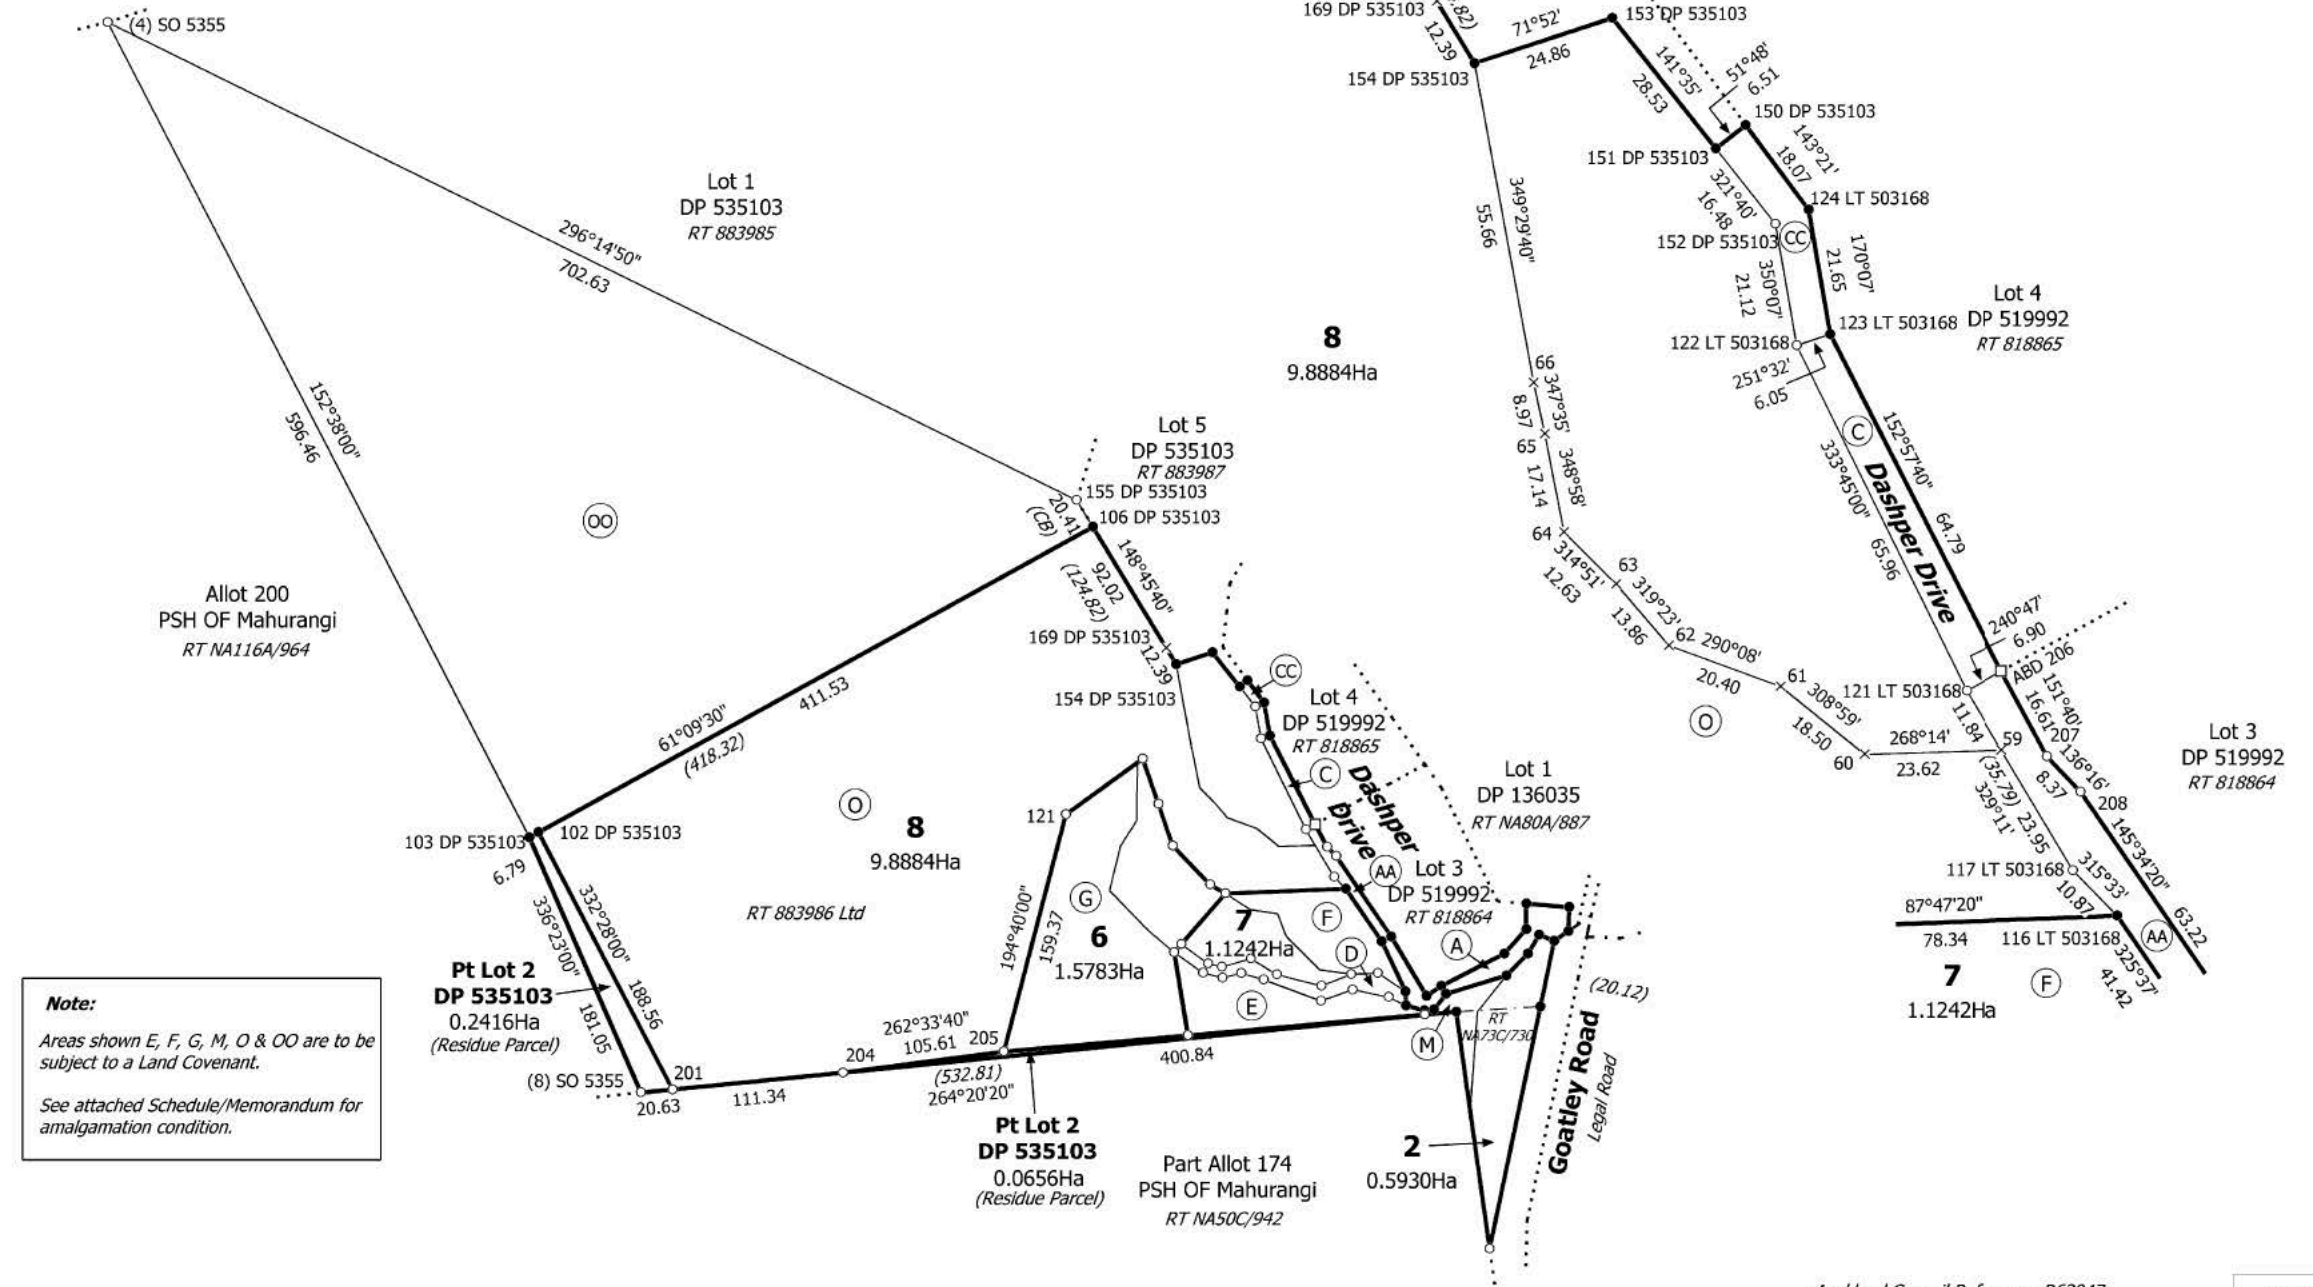 (4) SO 5355
Lot 1
DP 535103
RT 883985
296°14'50"
702.63
152°38'00"
596.46
OO
Allot 200
PSH OF Mahurangi
RT NA116A/964
Lot 5
DP 535103
RT 883987
155 DP 535103
20.41
(CB)
106 DP 535103
148°45'40"
92.02
(124.82)
169 DP 535103
12.39
154 DP 535103
61°09'30"
411.53
(418.32)
103 DP 535103
102 DP 535103
6.79
336°23'00"
181.05
332°28'00"
188.56
O
8
9.8884Ha
RT 883986 Ltd
Pt Lot 2
DP 535103
0.2416Ha
(Residue Parcel)
(8) SO 5355
20.63
201
111.34
204
262°33'40"
105.61
205
(532.81)
264°20'20"
400.84
Pt Lot 2
DP 535103
0.0656Ha
(Residue Parcel)
121
194°40'00"
159.37
G
6
1.5783Ha
7
1.1242Ha
F
D
E
M
A
AA
C
CC
Lot 4
DP 519992
RT 818865
Dashper
Drive
Lot 1
DP 136035
RT NA80A/887
Lot 3
DP 519992
RT 818864
RT
NA73C/730
(20.12)
Goatley Road
Legal Road
2
0.5930Ha
Part Allot 174
PSH OF Mahurangi
RT NA50C/942
Note:
Areas shown E, F, G, M, O & OO are to be
subject to a Land Covenant.
See attached Schedule/Memorandum for
amalgamation condition.
169 DP 535103
12.39
154 DP 535103
71°52'
24.86
153 DP 535103
141°35'
28.53
51°48'
6.51
150 DP 535103
151 DP 535103
143°21'
18.07
321°40'
16.48
124 LT 503168
152 DP 535103
CC
350°07'
21.12
170°07'
21.65
122 LT 503168
123 LT 503168
251°32'
6.05
Lot 4
DP 519992
RT 818865
8
9.8884Ha
349°29'40"
55.66
66
347°35'
8.97
65
348°58'
17.14
64
314°51'
12.63
63
319°23'
13.86
62
290°08'
20.40
61
308°59'
18.50
60
268°14'
23.62
59
O
C
152°57'40"
64.79
333°45'00"
65.96
Dashper Drive
240°47'
6.90
ABD 206
121 LT 503168
11.84
151°40'
16.61
207
136°16'
8.37
208
(35.79)
23.95
329°11'
145°34'20"
63.22
117 LT 503168
315°33'
10.87
87°47'20"
78.34
116 LT 503168
AA
325°37'
41.42
7
1.1242Ha
F
Lot 3
DP 519992
RT 818864